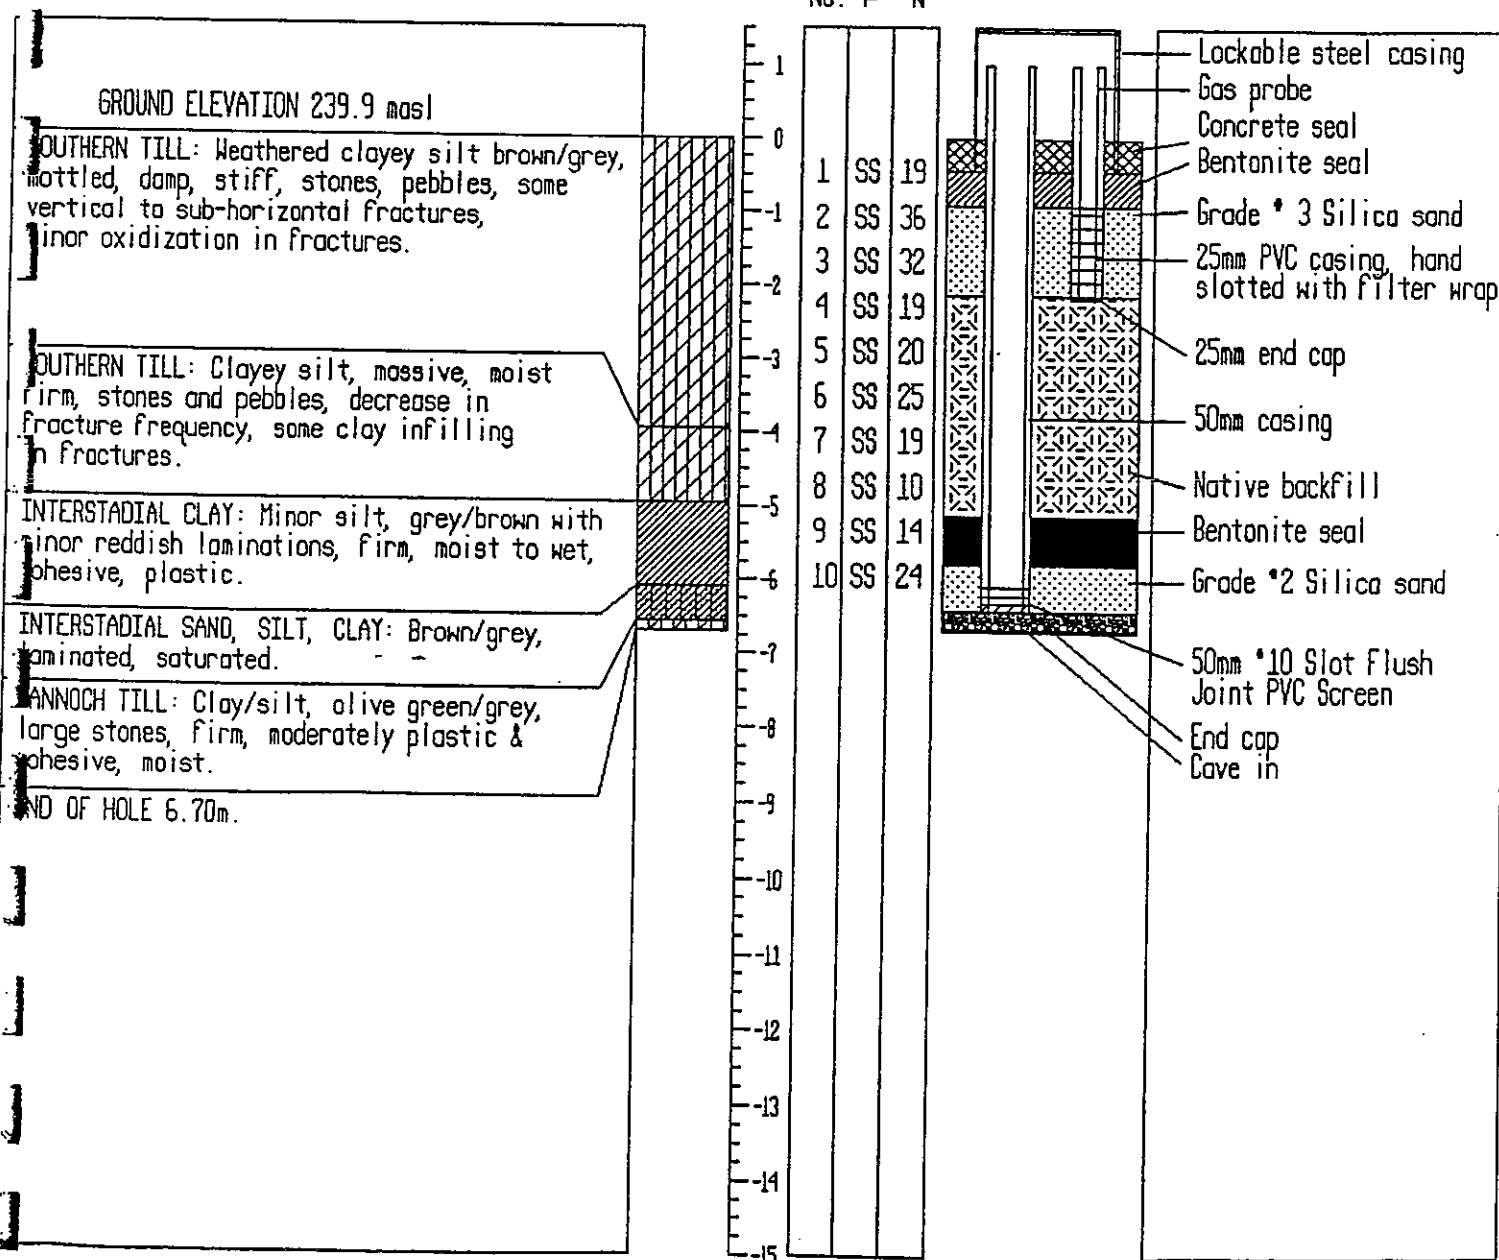 GROUND ELEVATION 239.9 masl
OUTHERN TILL: Weathered clayey silt brown/grey,
mottled, damp, stiff, stones, pebbles, some
vertical to sub-horizontal fractures,
inor oxidization in fractures.
OUTHERN TILL: Clayey silt, massive, moist
firm, stones and pebbles, decrease in
fracture frequency, some clay infilling
in fractures.
INTERSTADIAL CLAY: Minor silt, grey/brown with
minor reddish laminations, firm, moist to wet,
ohesive, plastic.
INTERSTADIAL SAND, SILT, CLAY: Brown/grey,
laminated, saturated.
ANNOCH TILL: Clay/silt, olive green/grey,
large stones, firm, moderately plastic &
ohesive, moist.
ND OF HOLE 6.70m.
1
0
-1
-2
-3
-4
-5
-6
-7
-8
-9
-10
-11
-12
-13
-14
-15
No. N
1 SS 19
2 SS 36
3 SS 32
4 SS 19
5 SS 20
6 SS 25
7 SS 19
8 SS 10
9 SS 14
10 SS 24
Lockable steel casing
Gas probe
Concrete seal
Bentonite seal
Grade # 3 Silica sand
25mm PVC casing, hand
slotted with filter wrap
25mm end cap
50mm casing
Native backfill
Bentonite seal
Grade #2 Silica sand
50mm #10 Slot Flush
Joint PVC Screen
End cap
Cave in